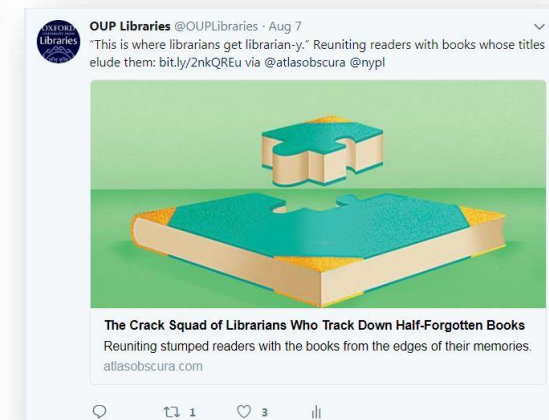 OXFORD
Libraries
OUP Libraries @OUPLibraries · Aug 7
"This is where librarians get librarian-y." Reuniting readers with books whose titles
elude them: bit.ly/2nkQREu via @atlasobscura @nypl
The Crack Squad of Librarians Who Track Down Half-Forgotten Books
Reuniting stumped readers with the books from the edges of their memories.
atlasobscura.com
1
3